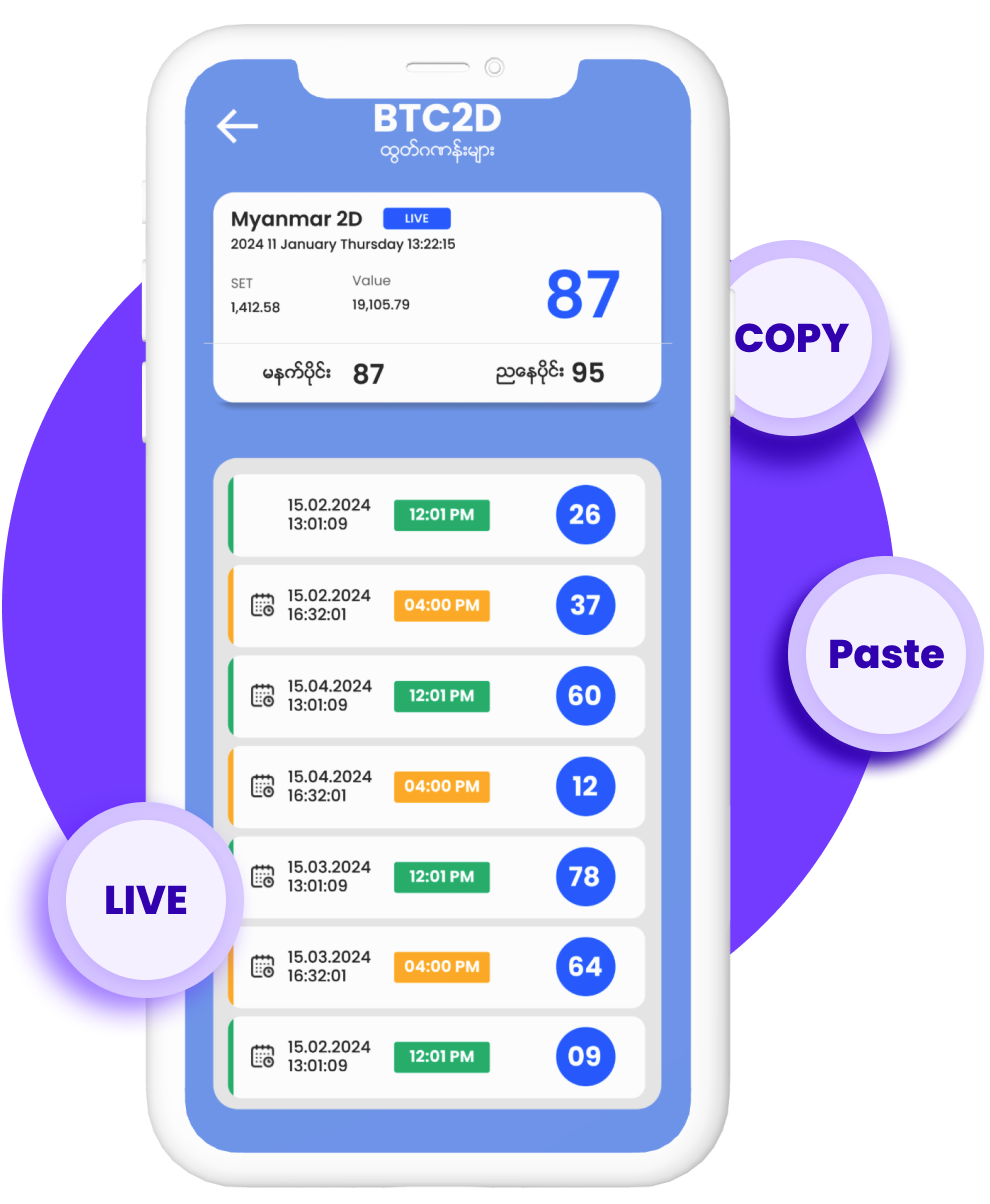 BTC2D
ထွတ်ဂဏန်းများ
Myanmar 2D LIVE
2024 11 January Thursday 13:22:15
SET Value
1,412.58 19,105.79 87
မနက်ပိုင်း 87 ညနေပိုင်း 95
COPY
15.02.2024
13:01:09
12:01 PM
26
15.02.2024
16:32:01
04:00 PM
37
Paste
15.04.2024
13:01:09
12:01 PM
60
15.04.2024
16:32:01
04:00 PM
12
15.03.2024
13:01:09
12:01 PM
78
LIVE
15.03.2024
16:32:01
04:00 PM
64
15.02.2024
13:01:09
12:01 PM
09